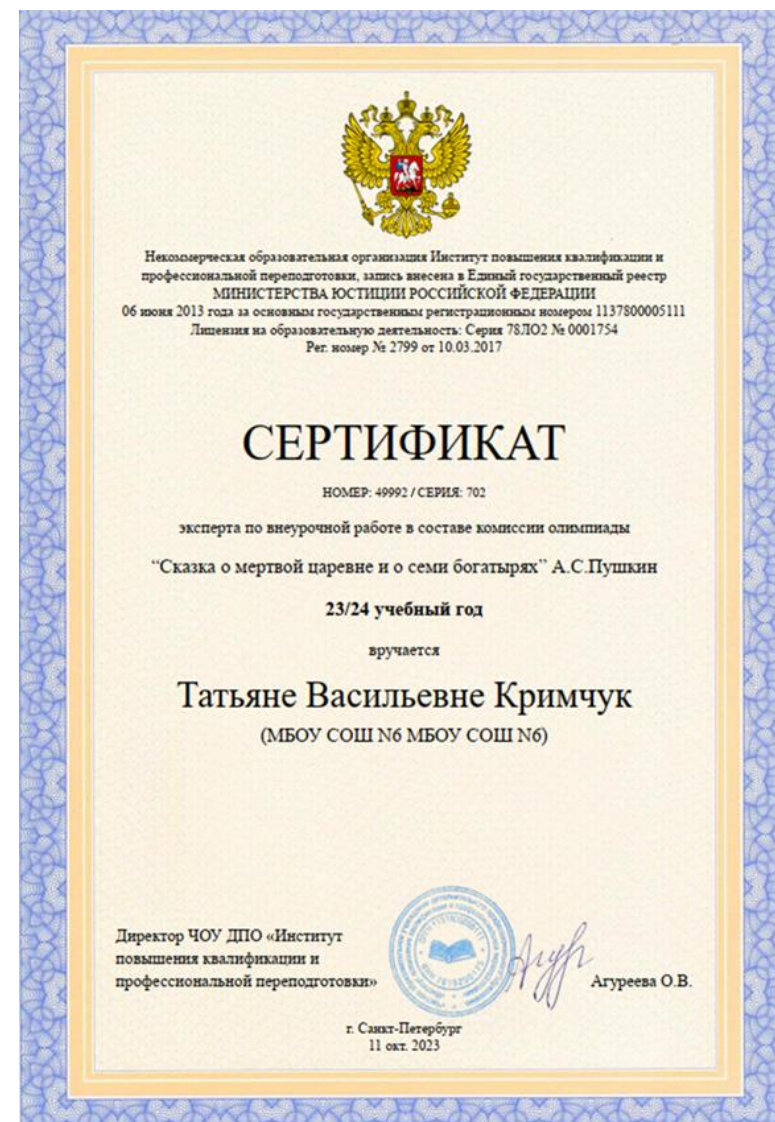 Некоммерческая образовательная организация Институт повышения квалификации и
профессиональной переподготовки, запись внесена в Единый государственный реестр
МИНИСТЕРСТВА ЮСТИЦИИ РОССИЙСКОЙ ФЕДЕРАЦИИ
06 июня 2013 года за основным государственным регистрационным номером 1137800005111
Лицензия на образовательную деятельность: Серия 78ЛО2 № 0001754
Рег. номер № 2799 от 10.03.2017
СЕРТИФИКАТ
НОМЕР: 49992 / СЕРИЯ: 702
эксперта по внеурочной работе в составе комиссии олимпиады
“Сказка о мертвой царевне и о семи богатырях” А.С.Пушкин
23/24 учебный год
вручается
Татьяне Васильевне Кримчук
(МБОУ СОШ N6 МБОУ СОШ N6)
Директор ЧОУ ДПО «Институт
повышения квалификации и
профессиональной переподготовки»
Агуреева О.В.
г. Санкт-Петербург
11 окт. 2023